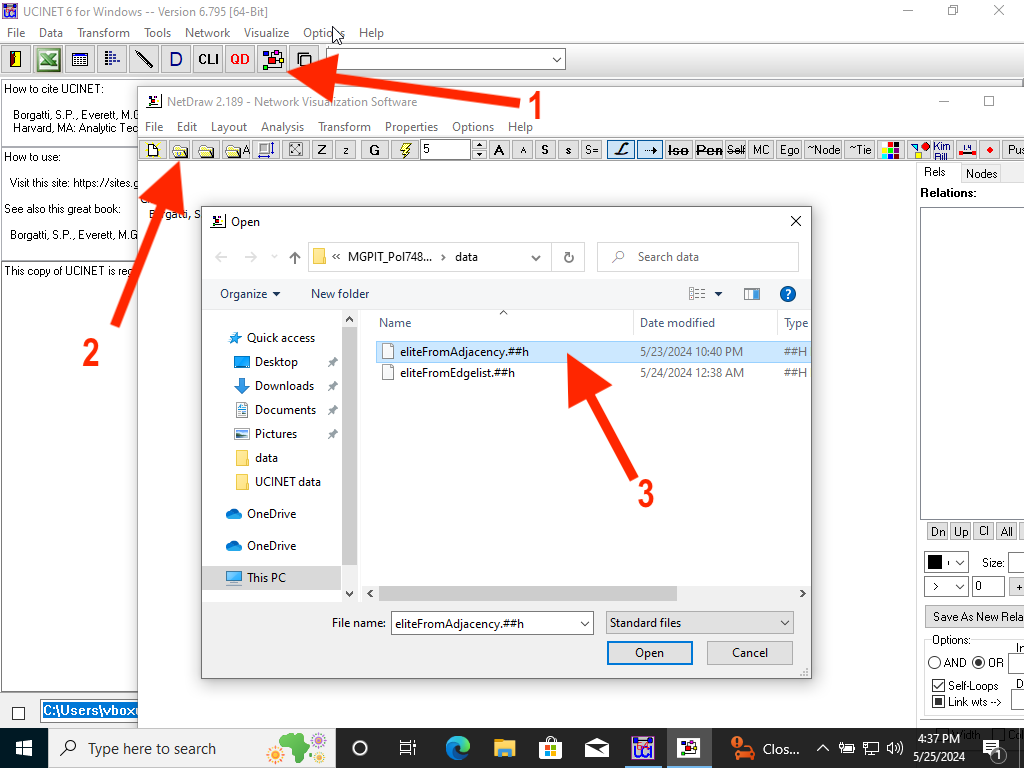 UCINET 6 for Windows -- Version 6.795 [64-Bit]
File Data Transform Tools Network Visualize Options Help
D CLI QD
1
How to cite UCINET:
Borgatti, S.P., Everett, M.G
Harvard, MA: Analytic Tec
How to use:
Visit this site: https://sites.g
See also this great book:
Borgatti, S.P., Everett, M.G
This copy of UCINET is reg
NetDraw 2.189 - Network Visualization Software
File Edit Layout Analysis Transform Properties Options Help
A Z z G 5 A A S s S= L Iso Pen Self MC Ego ~Node ~Tie Kim Bill Pus
Borgatti, S
2
Rels Nodes
Relations:
Open
« MGPIT_Pol748... › data
Search data
Organize New folder
Name Date modified Type
Quick access
Desktop
Downloads
Documents
Pictures
data
UCINET data
OneDrive
OneDrive
This PC
eliteFromAdjacency.##h 5/23/2024 10:40 PM ##H
eliteFromEdgelist.##h 5/24/2024 12:38 AM ##H
3
File name: eliteFromAdjacency.##h Standard files
Open Cancel
Dn Up Cl All
Size:
> 0 +
Save As New Rela
Options:
AND OR
Self-Loops
Link wts -->
C:\Users\vboxu
Type here to search
Clos...
4:37 PM
5/25/2024
1